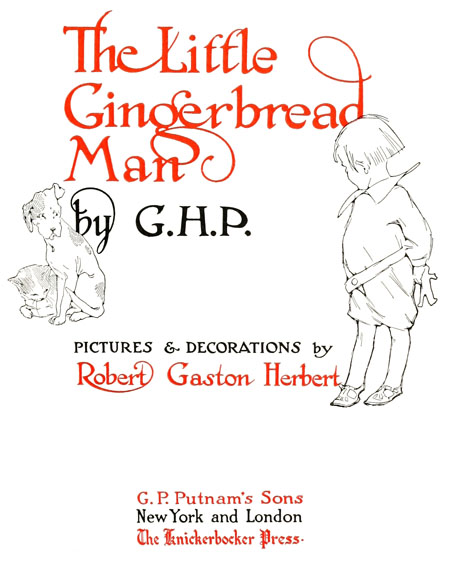 The Little
Gingerbread
Man
by G.H.P.
PICTURES & DECORATIONS by
Robert Gaston Herbert
G. P. Putnam's Sons
New York and London
The Knickerbocker Press.